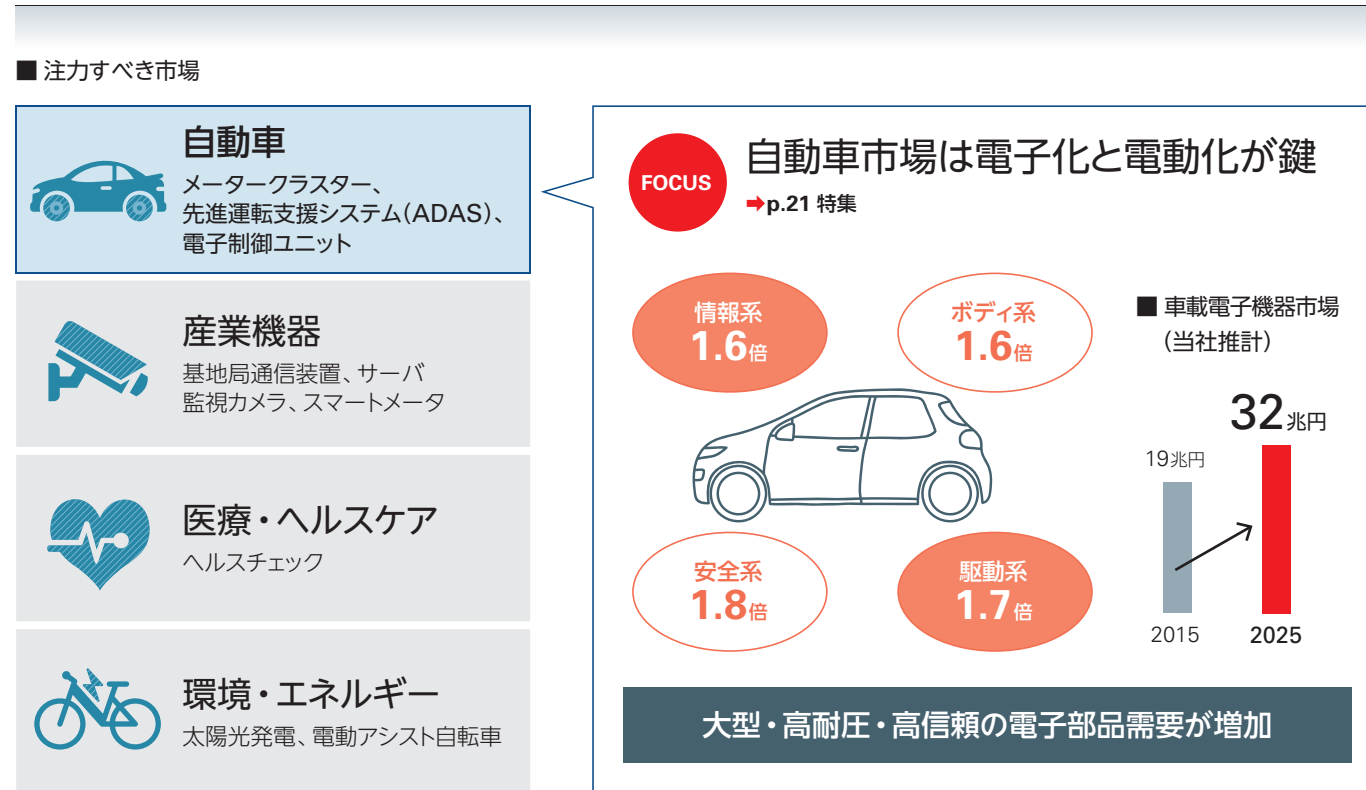 ■ 注力すべき市場
自動車
メータークラスター、
先進運転支援システム(ADAS)、
電子制御ユニット
産業機器
基地局通信装置、サーバ
監視カメラ、スマートメータ
医療・ヘルスケア
ヘルスチェック
環境・エネルギー
太陽光発電、電動アシスト自転車
FOCUS
自動車市場は電子化と電動化が鍵
➡p.21 特集
情報系
1.6倍
ボディ系
1.6倍
安全系
1.8倍
駆動系
1.7倍
■ 車載電子機器市場
(当社推計)
32兆円
19兆円
2015
2025
大型・高耐圧・高信頼の電子部品需要が増加